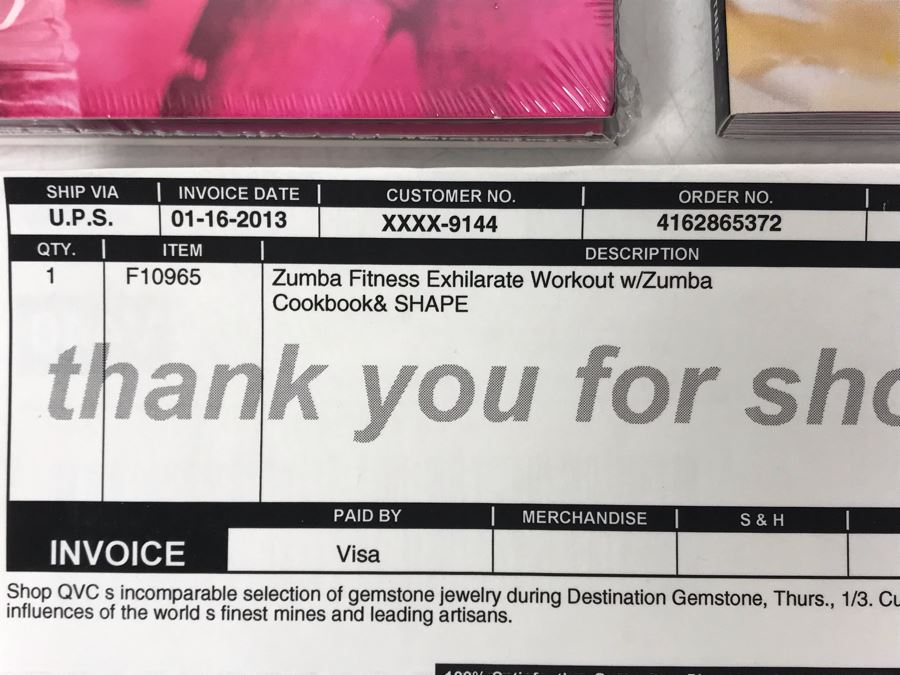 SHIP VIA INVOICE DATE CUSTOMER NO. ORDER NO.
U.P.S. 01-16-2013 XXXX-9144 4162865372
QTY. ITEM DESCRIPTION
1 F10965 Zumba Fitness Exhilarate Workout w/Zumba
Cookbook& SHAPE
thank you for sho
PAID BY MERCHANDISE S & H
INVOICE Visa
Shop QVC s incomparable selection of gemstone jewelry during Destination Gemstone, Thurs., 1/3. Cu
influences of the world s finest mines and leading artisans.